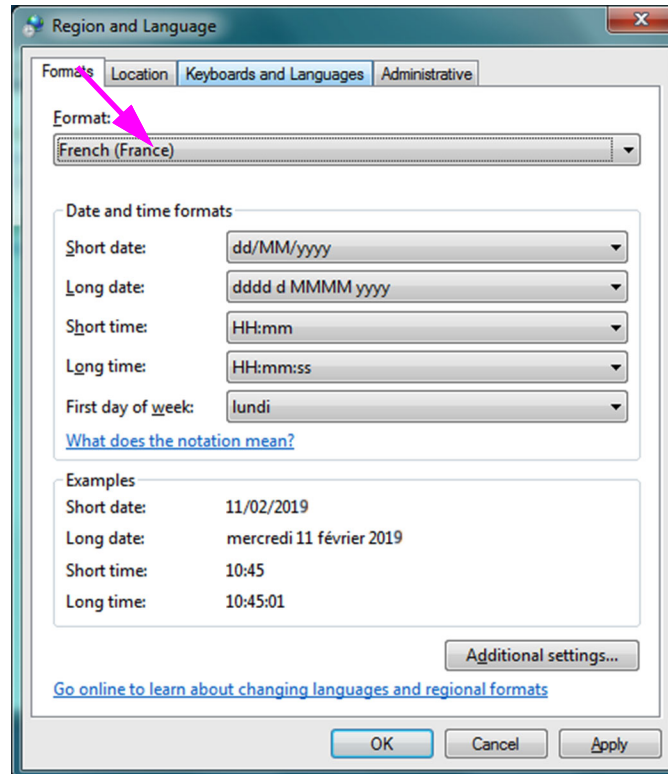 Region and Language
Formats Location Keyboards and Languages Administrative
Format:
French (France)
Date and time formats
Short date: dd/MM/yyyy
Long date: dddd d MMMM yyyy
Short time: HH:mm
Long time: HH:mm:ss
First day of week: lundi
What does the notation mean?
Examples
Short date: 11/02/2019
Long date: mercredi 11 février 2019
Short time: 10:45
Long time: 10:45:01
Additional settings...
Go online to learn about changing languages and regional formats
OK Cancel Apply